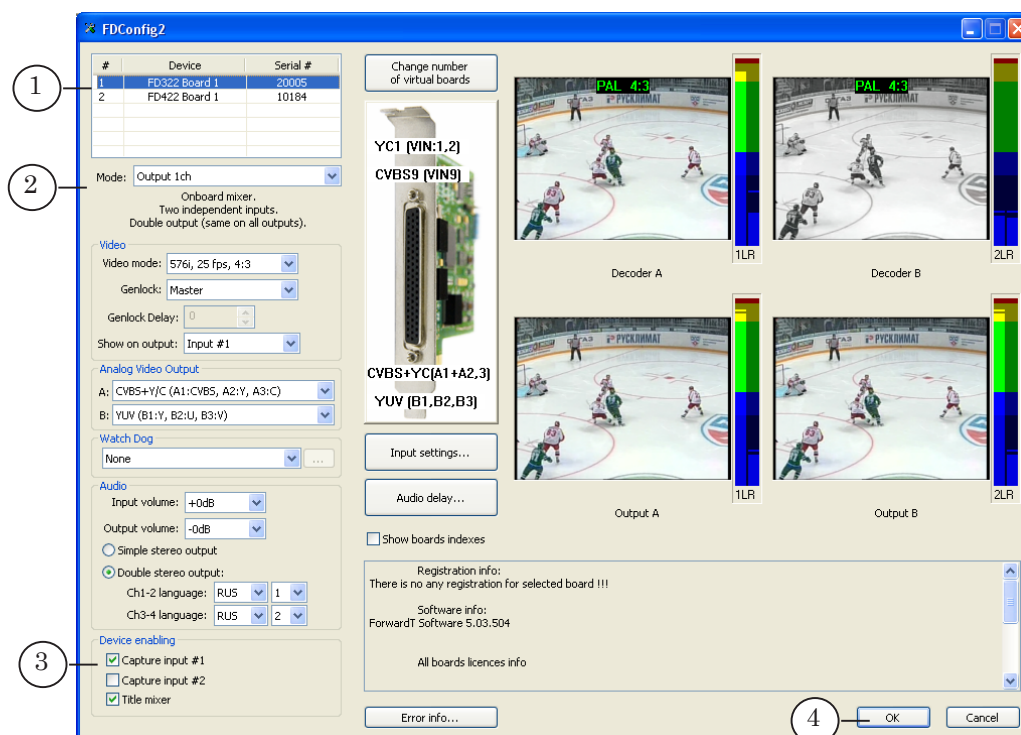 FDConfig2
1
# Device Serial #
1 FD322 Board 1 20005
2 FD422 Board 1 10184
2
Mode: Output 1ch
Onboard mixer.
Two independent inputs.
Double output (same on all outputs).
Video
Video mode: 576i, 25 fps, 4:3
Genlock: Master
Genlock Delay: 0
Show on output: Input #1
Analog Video Output
A: CVBS+Y/C (A1:CVBS, A2:Y, A3:C)
B: YUV (B1:Y, B2:U, B3:V)
Watch Dog
None ...
Audio
Input volume: +0dB
Output volume: -0dB
Simple stereo output
Double stereo output:
Ch1-2 language: RUS 1
Ch3-4 language: RUS 2
3
Device enabling
Capture input #1
Capture input #2
Title mixer
Change number
of virtual boards
YC1 (VIN:1,2)
CVBS9 (VIN9)
CVBS+YC(A1+A2,3)
YUV (B1,B2,B3)
Input settings...
Audio delay...
Show boards indexes
PAL 4:3
РУСКЛИМАТ
1LR
Decoder A
PAL 4:3
РУСКЛИМАТ
2LR
Decoder B
РУСКЛИМАТ
1LR
Output A
РУСКЛИМАТ
2LR
Output B
Registration info:
There is no any registration for selected board !!!
Software info:
ForwardT Software 5.03.504
All boards licences info
Error info...
4
OK
Cancel